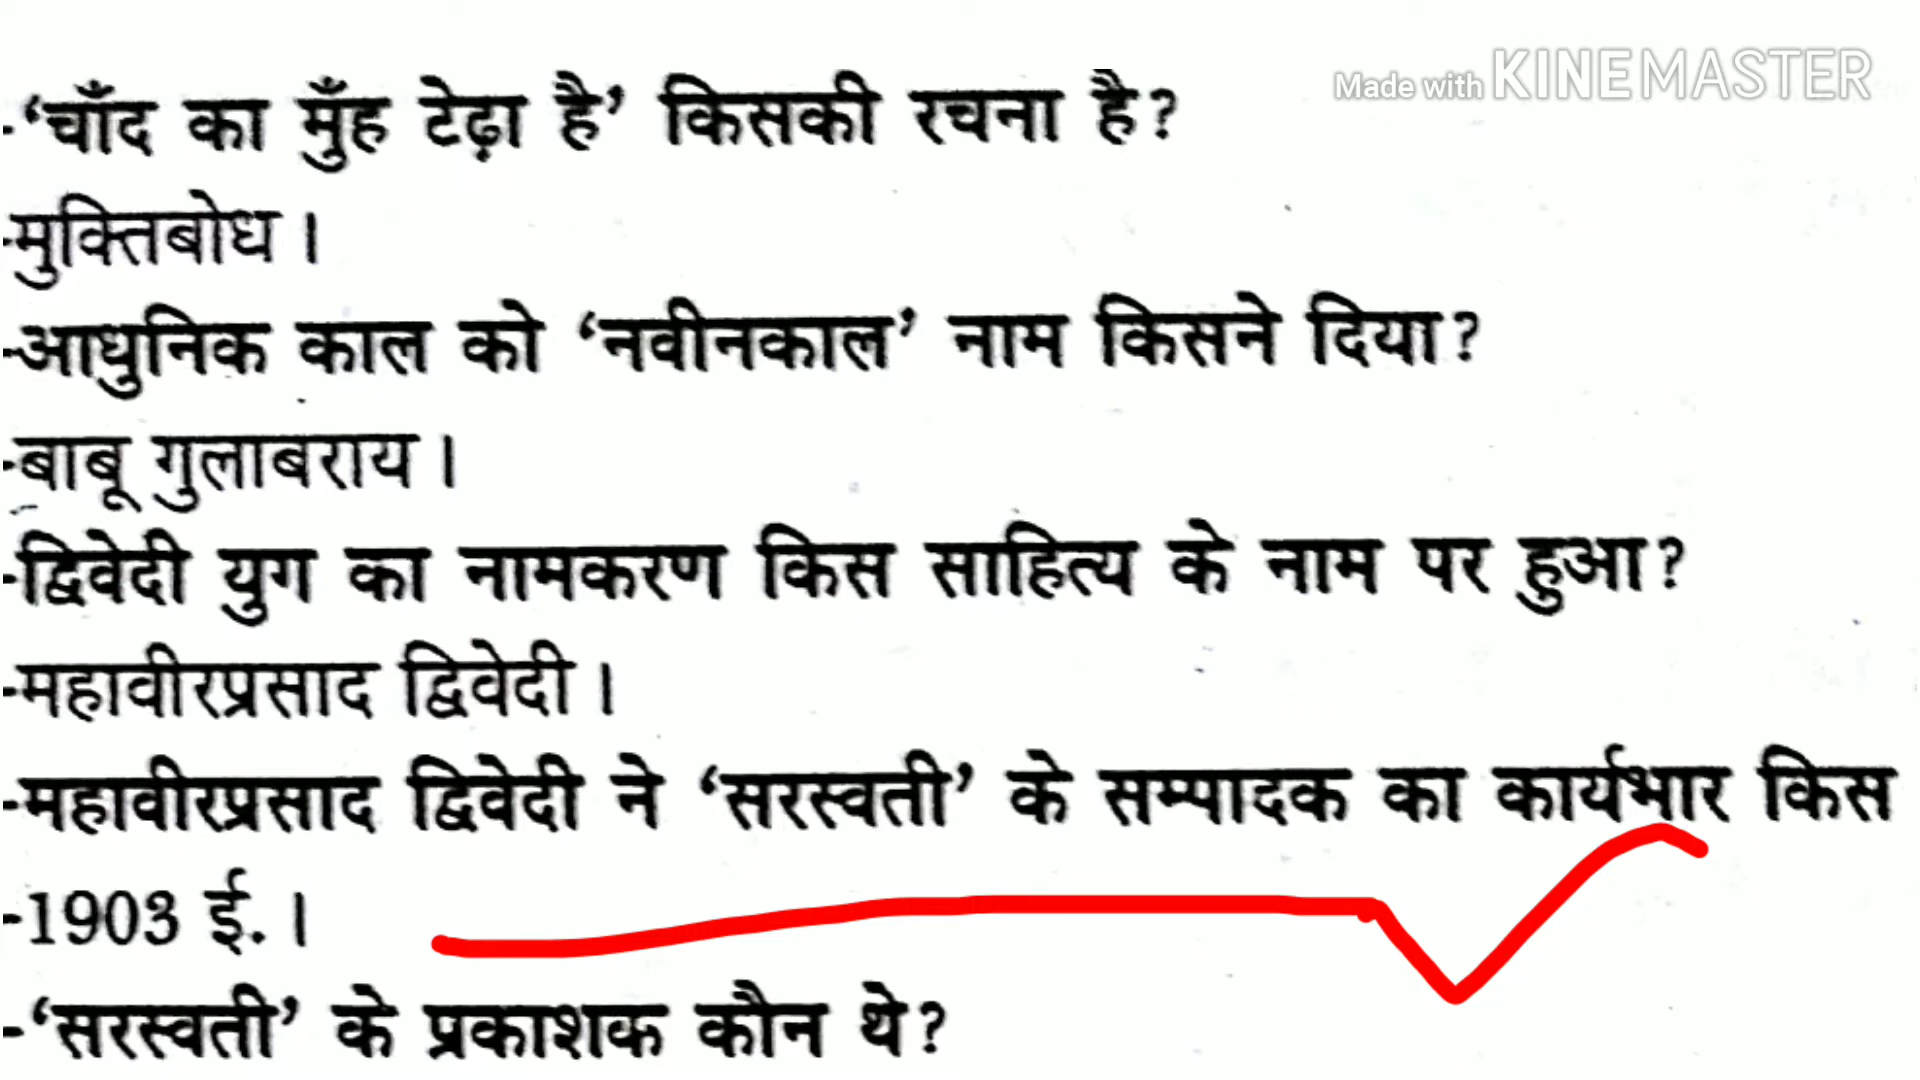 Made with KINEMASTER
-‘चाँद का मुँह टेढ़ा है’ किसकी रचना है?
-मुक्तिबोध।
-आधुनिक काल को ‘नवीनकाल’ नाम किसने दिया?
-बाबू गुलाबराय।
-द्विवेदी युग का नामकरण किस साहित्य के नाम पर हुआ?
-महावीरप्रसाद द्विवेदी।
-महावीरप्रसाद द्विवेदी ने ‘सरस्वती’ के सम्पादक का कार्यभार किस
-1903 ई.।
-‘सरस्वती’ के प्रकाशक कौन थे?